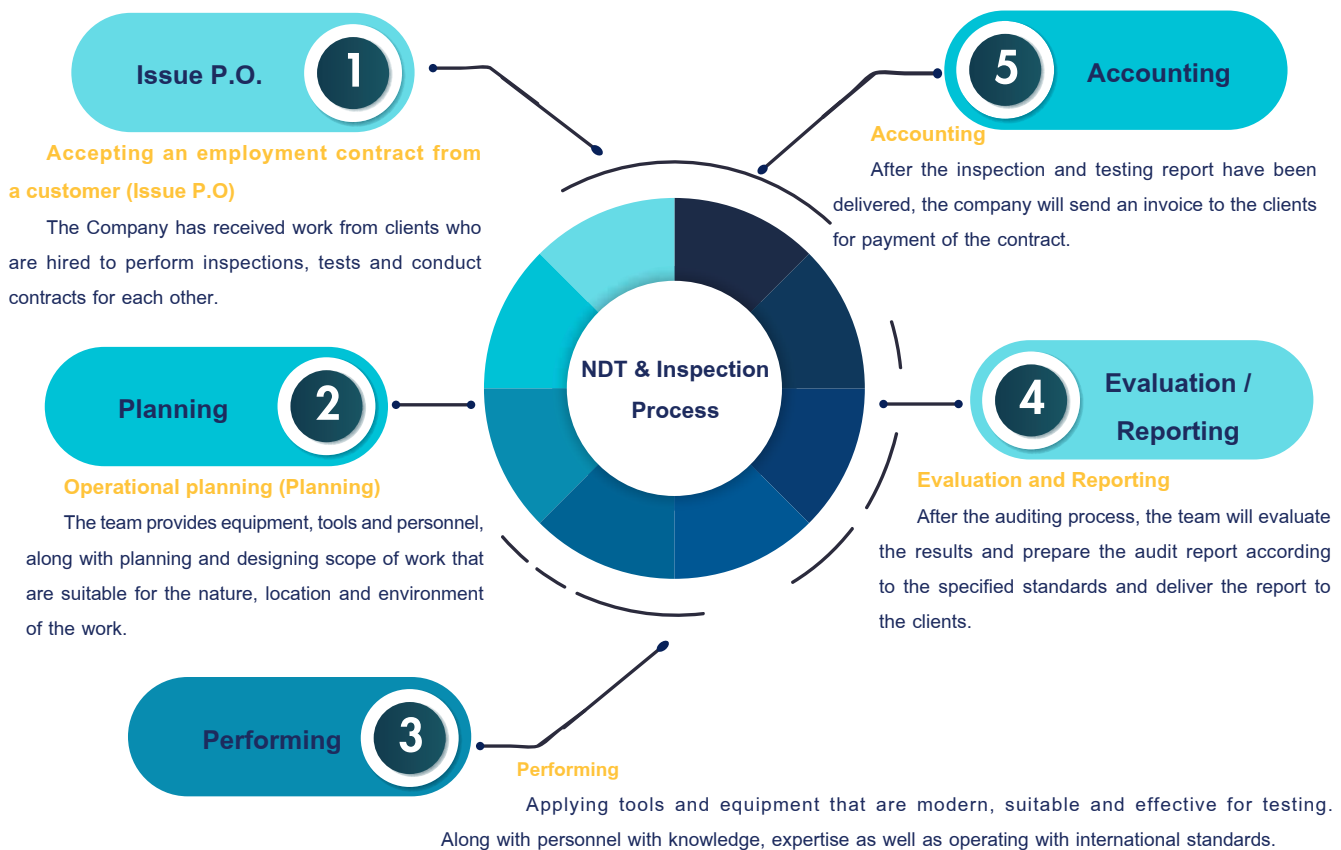 Issue P.O.
1
Accepting an employment contract from
a customer (Issue P.O)
The Company has received work from clients who
are hired to perform inspections, tests and conduct
contracts for each other.
Planning
2
Operational planning (Planning)
The team provides equipment, tools and personnel,
along with planning and designing scope of work that
are suitable for the nature, location and environment
of the work.
Performing
3
Performing
Applying tools and equipment that are modern, suitable and effective for testing.
Along with personnel with knowledge, expertise as well as operating with international standards.
NDT & Inspection
Process
4
Evaluation /
Reporting
Evaluation and Reporting
After the auditing process, the team will evaluate
the results and prepare the audit report according
to the specified standards and deliver the report to
the clients.
5
Accounting
Accounting
After the inspection and testing report have been
delivered, the company will send an invoice to the clients
for payment of the contract.